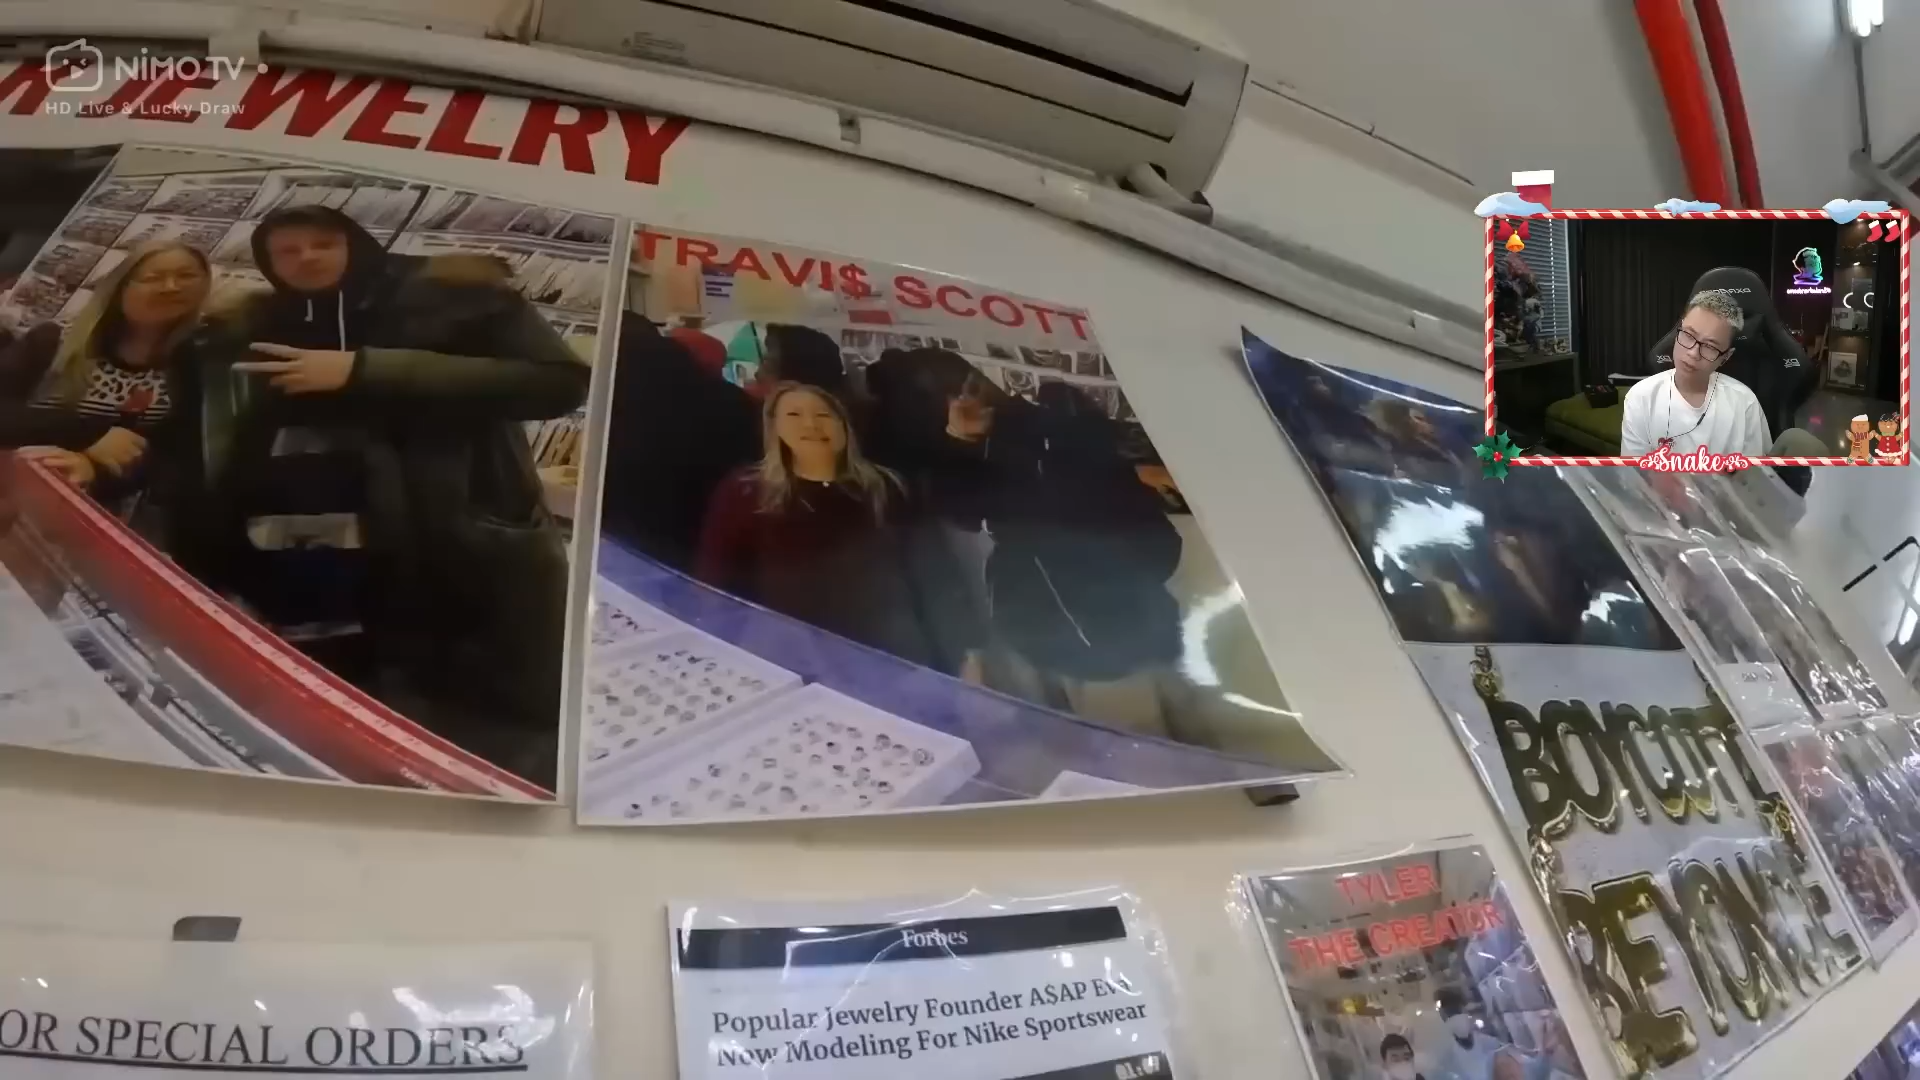 NIMO TV
HD Live & Lucky Draw
JEWELRY
TRAVI$ SCOTT
Snake
BOYCOTT
BEYONCE
TYLER
THE CREATOR
Forbes
Popular Jewelry Founder A$AP Eva
Now Modeling For Nike Sportswear
OR SPECIAL ORDERS